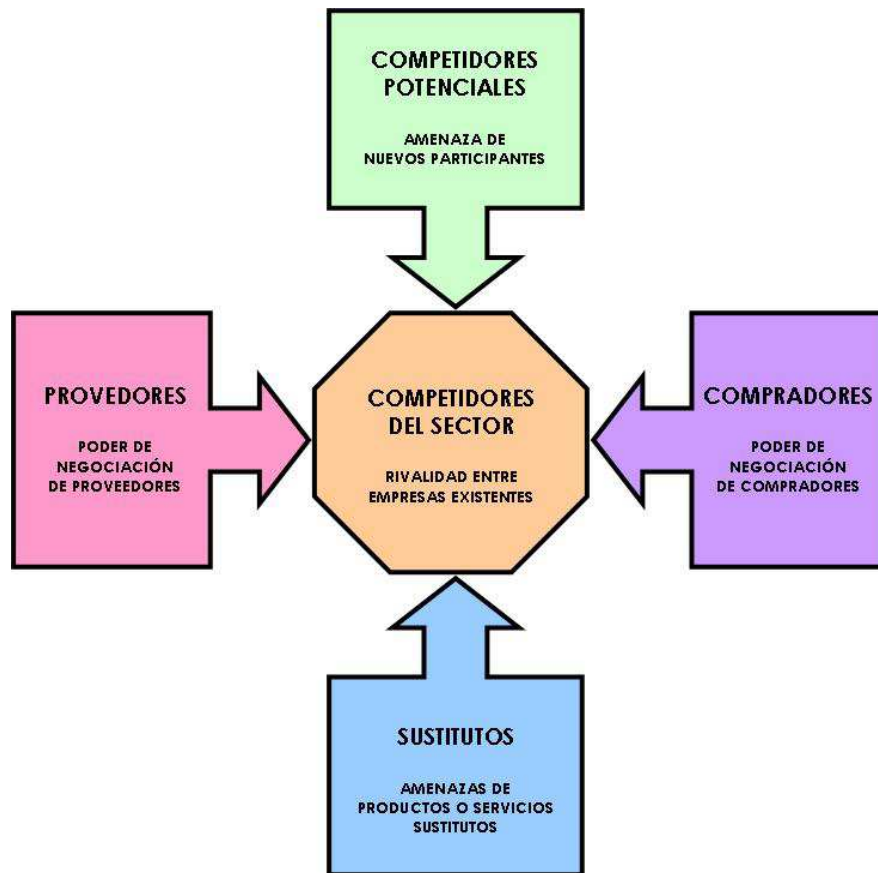 COMPETIDORES
POTENCIALES
AMENAZA DE
NUEVOS PARTICIPANTES
PROVEDORES
PODER DE
NEGOCIACIÓN
DE PROVEEDORES
COMPETIDORES
DEL SECTOR
RIVALIDAD ENTRE
EMPRESAS EXISTENTES
COMPRADORES
PODER DE
NEGOCIACIÓN
DE COMPRADORES
SUSTITUTOS
AMENAZAS DE
PRODUCTOS O SERVICIOS
SUSTITUTOS